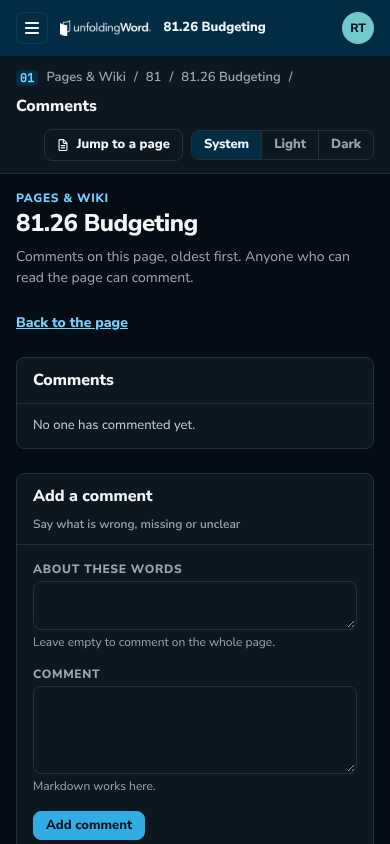 unfoldingWord® 81.26 Budgeting RT
01 Pages & Wiki / 81 / 81.26 Budgeting /
Comments
Jump to a page System Light Dark
PAGES & WIKI
81.26 Budgeting
Comments on this page, oldest first. Anyone who can
read the page can comment.
Back to the page
Comments
No one has commented yet.
Add a comment
Say what is wrong, missing or unclear
ABOUT THESE WORDS
Leave empty to comment on the whole page.
COMMENT
Markdown works here.
Add comment